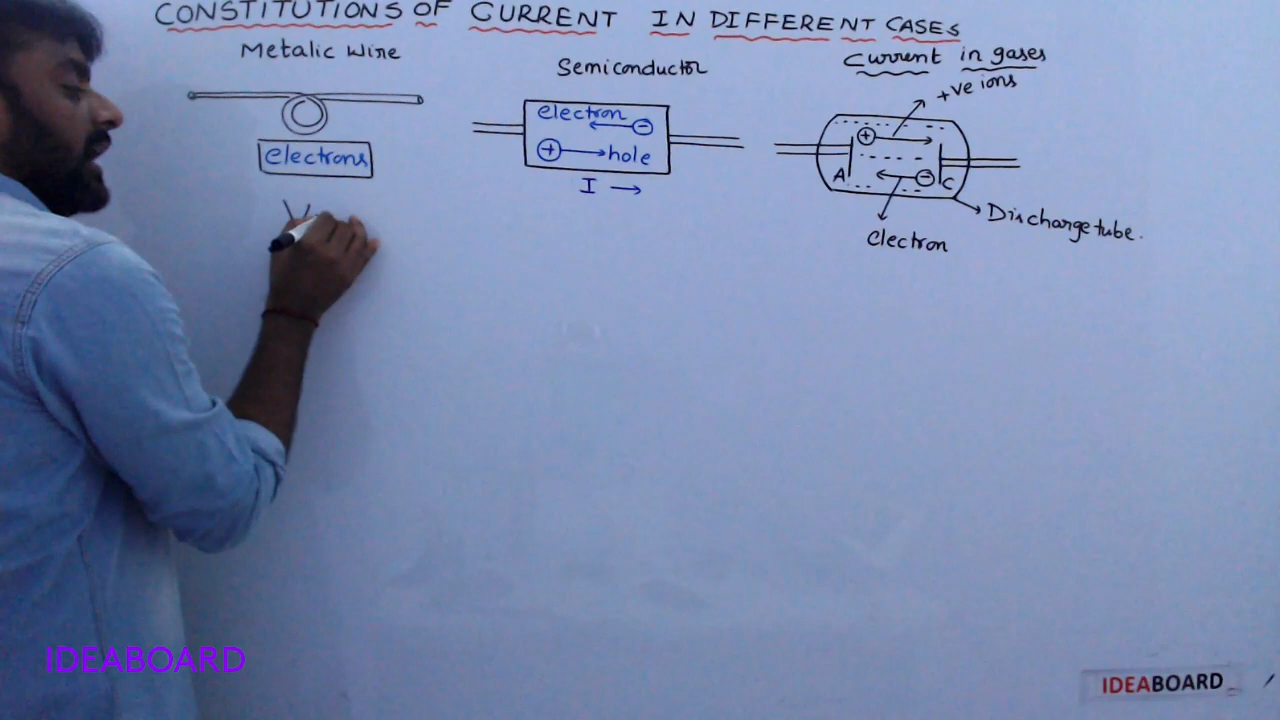 CONSTITUTIONS OF CURRENT IN DIFFERENT CASES
Metalic Wire
electrons
Semiconductor
electron -
+ hole
I →
Current in gases
+ve ions
+
A - C
electron
Discharge tube.
IDEABOARD
IDEABOARD